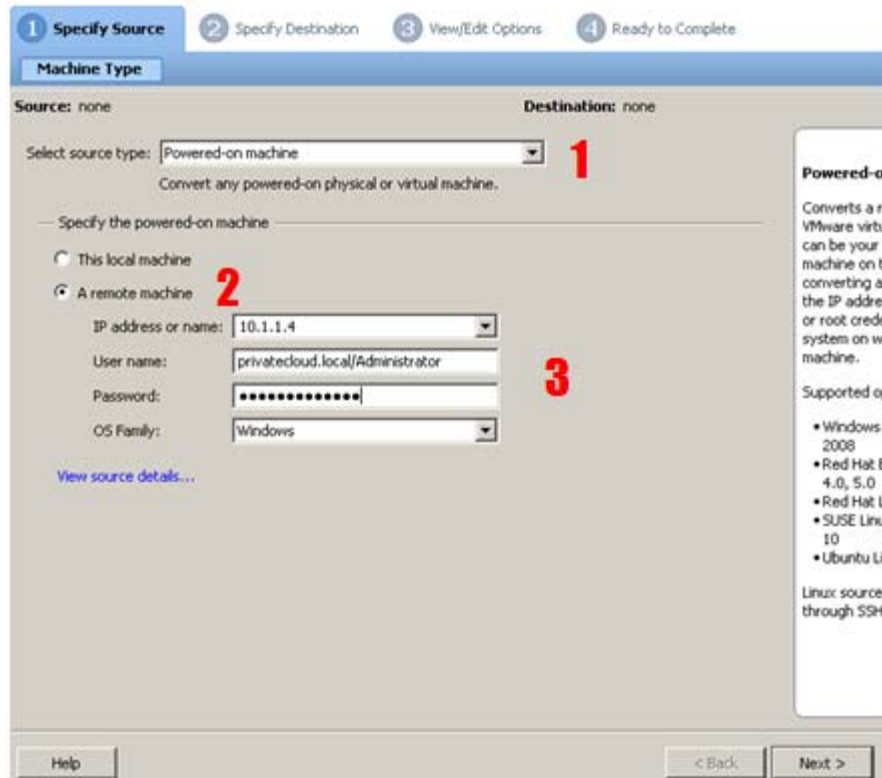 1 Specify Source 2 Specify Destination 3 View/Edit Options 4 Ready to Complete
Machine Type
Source: none Destination: none
Select source type: Powered-on machine 1
Convert any powered-on physical or virtual machine.
Specify the powered-on machine
This local machine
A remote machine 2
IP address or name: 10.1.1.4
User name: privatecloud.local/Administrator 3
Password: •••••••••••••
OS Family: Windows
View source details...
Powered-o
Converts a
VMware virtu
can be your
machine on t
converting a
the IP addre
or root crede
system on w
machine.
Supported o
• Windows
2008
• Red Hat E
4.0, 5.0
• Red Hat L
• SUSE Linu
10
• Ubuntu Li
Linux source
through SSH
Help < Back Next >